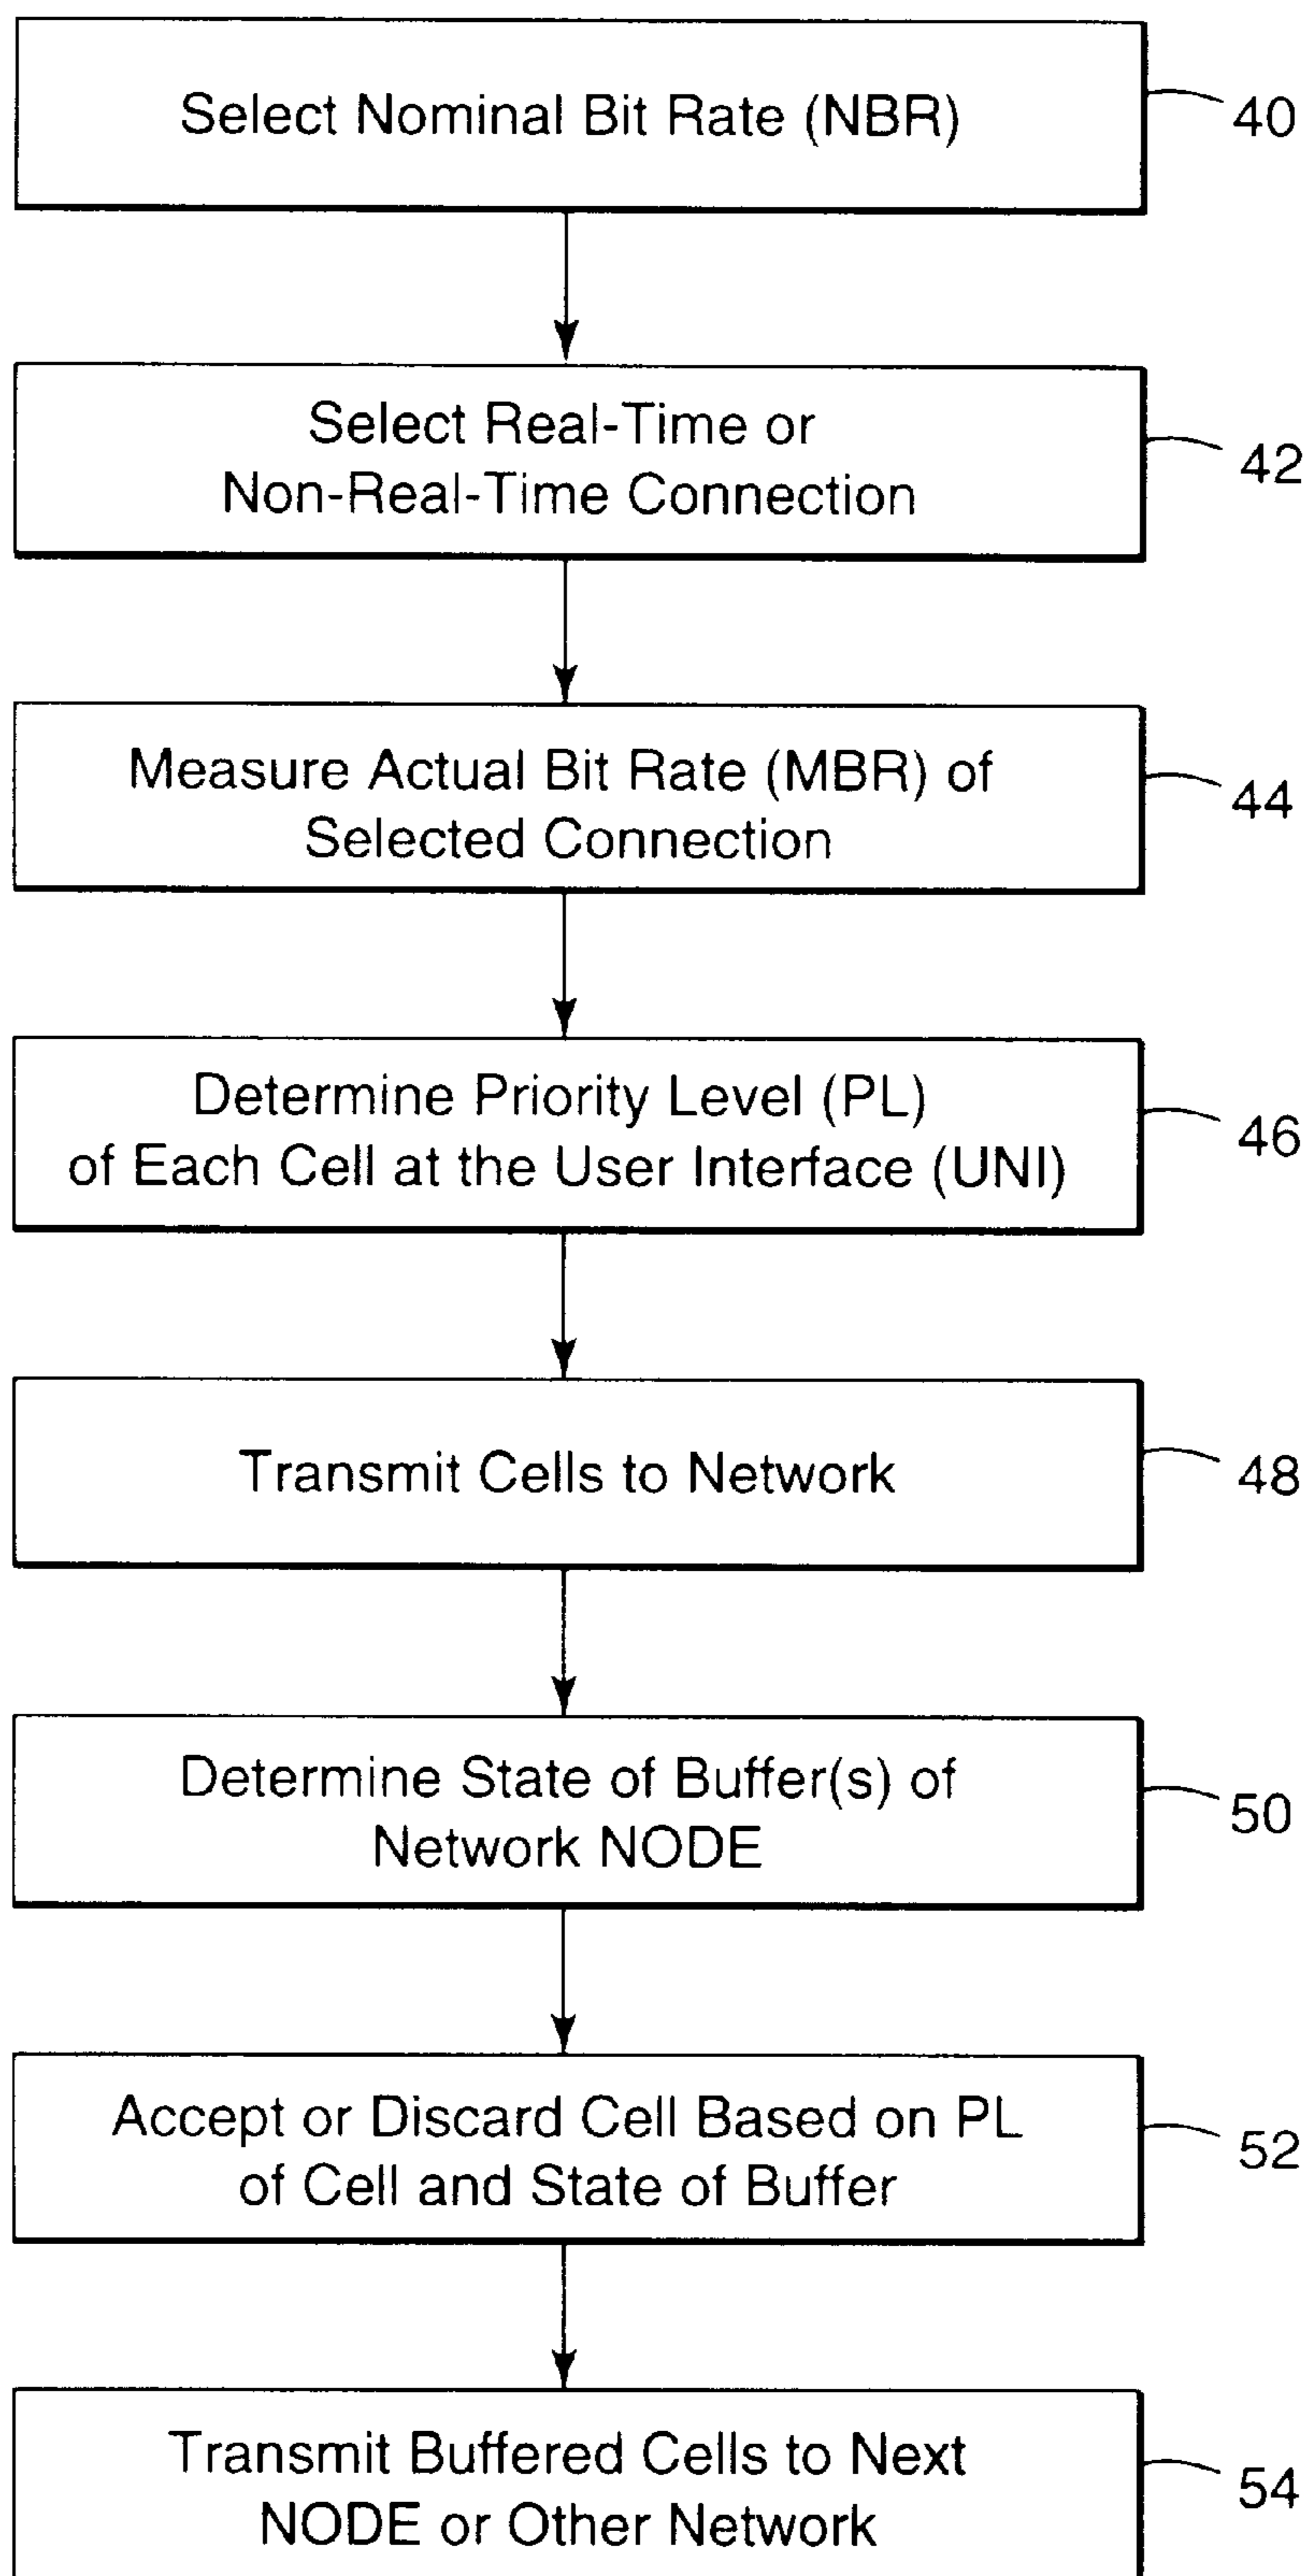 Select Nominal Bit Rate (NBR)
40
Select Real-Time or
Non-Real-Time Connection
42
Measure Actual Bit Rate (MBR) of
Selected Connection
44
Determine Priority Level (PL)
of Each Cell at the User Interface (UNI)
46
Transmit Cells to Network
48
Determine State of Buffer(s) of
Network NODE
50
Accept or Discard Cell Based on PL
of Cell and State of Buffer
52
Transmit Buffered Cells to Next
NODE or Other Network
54